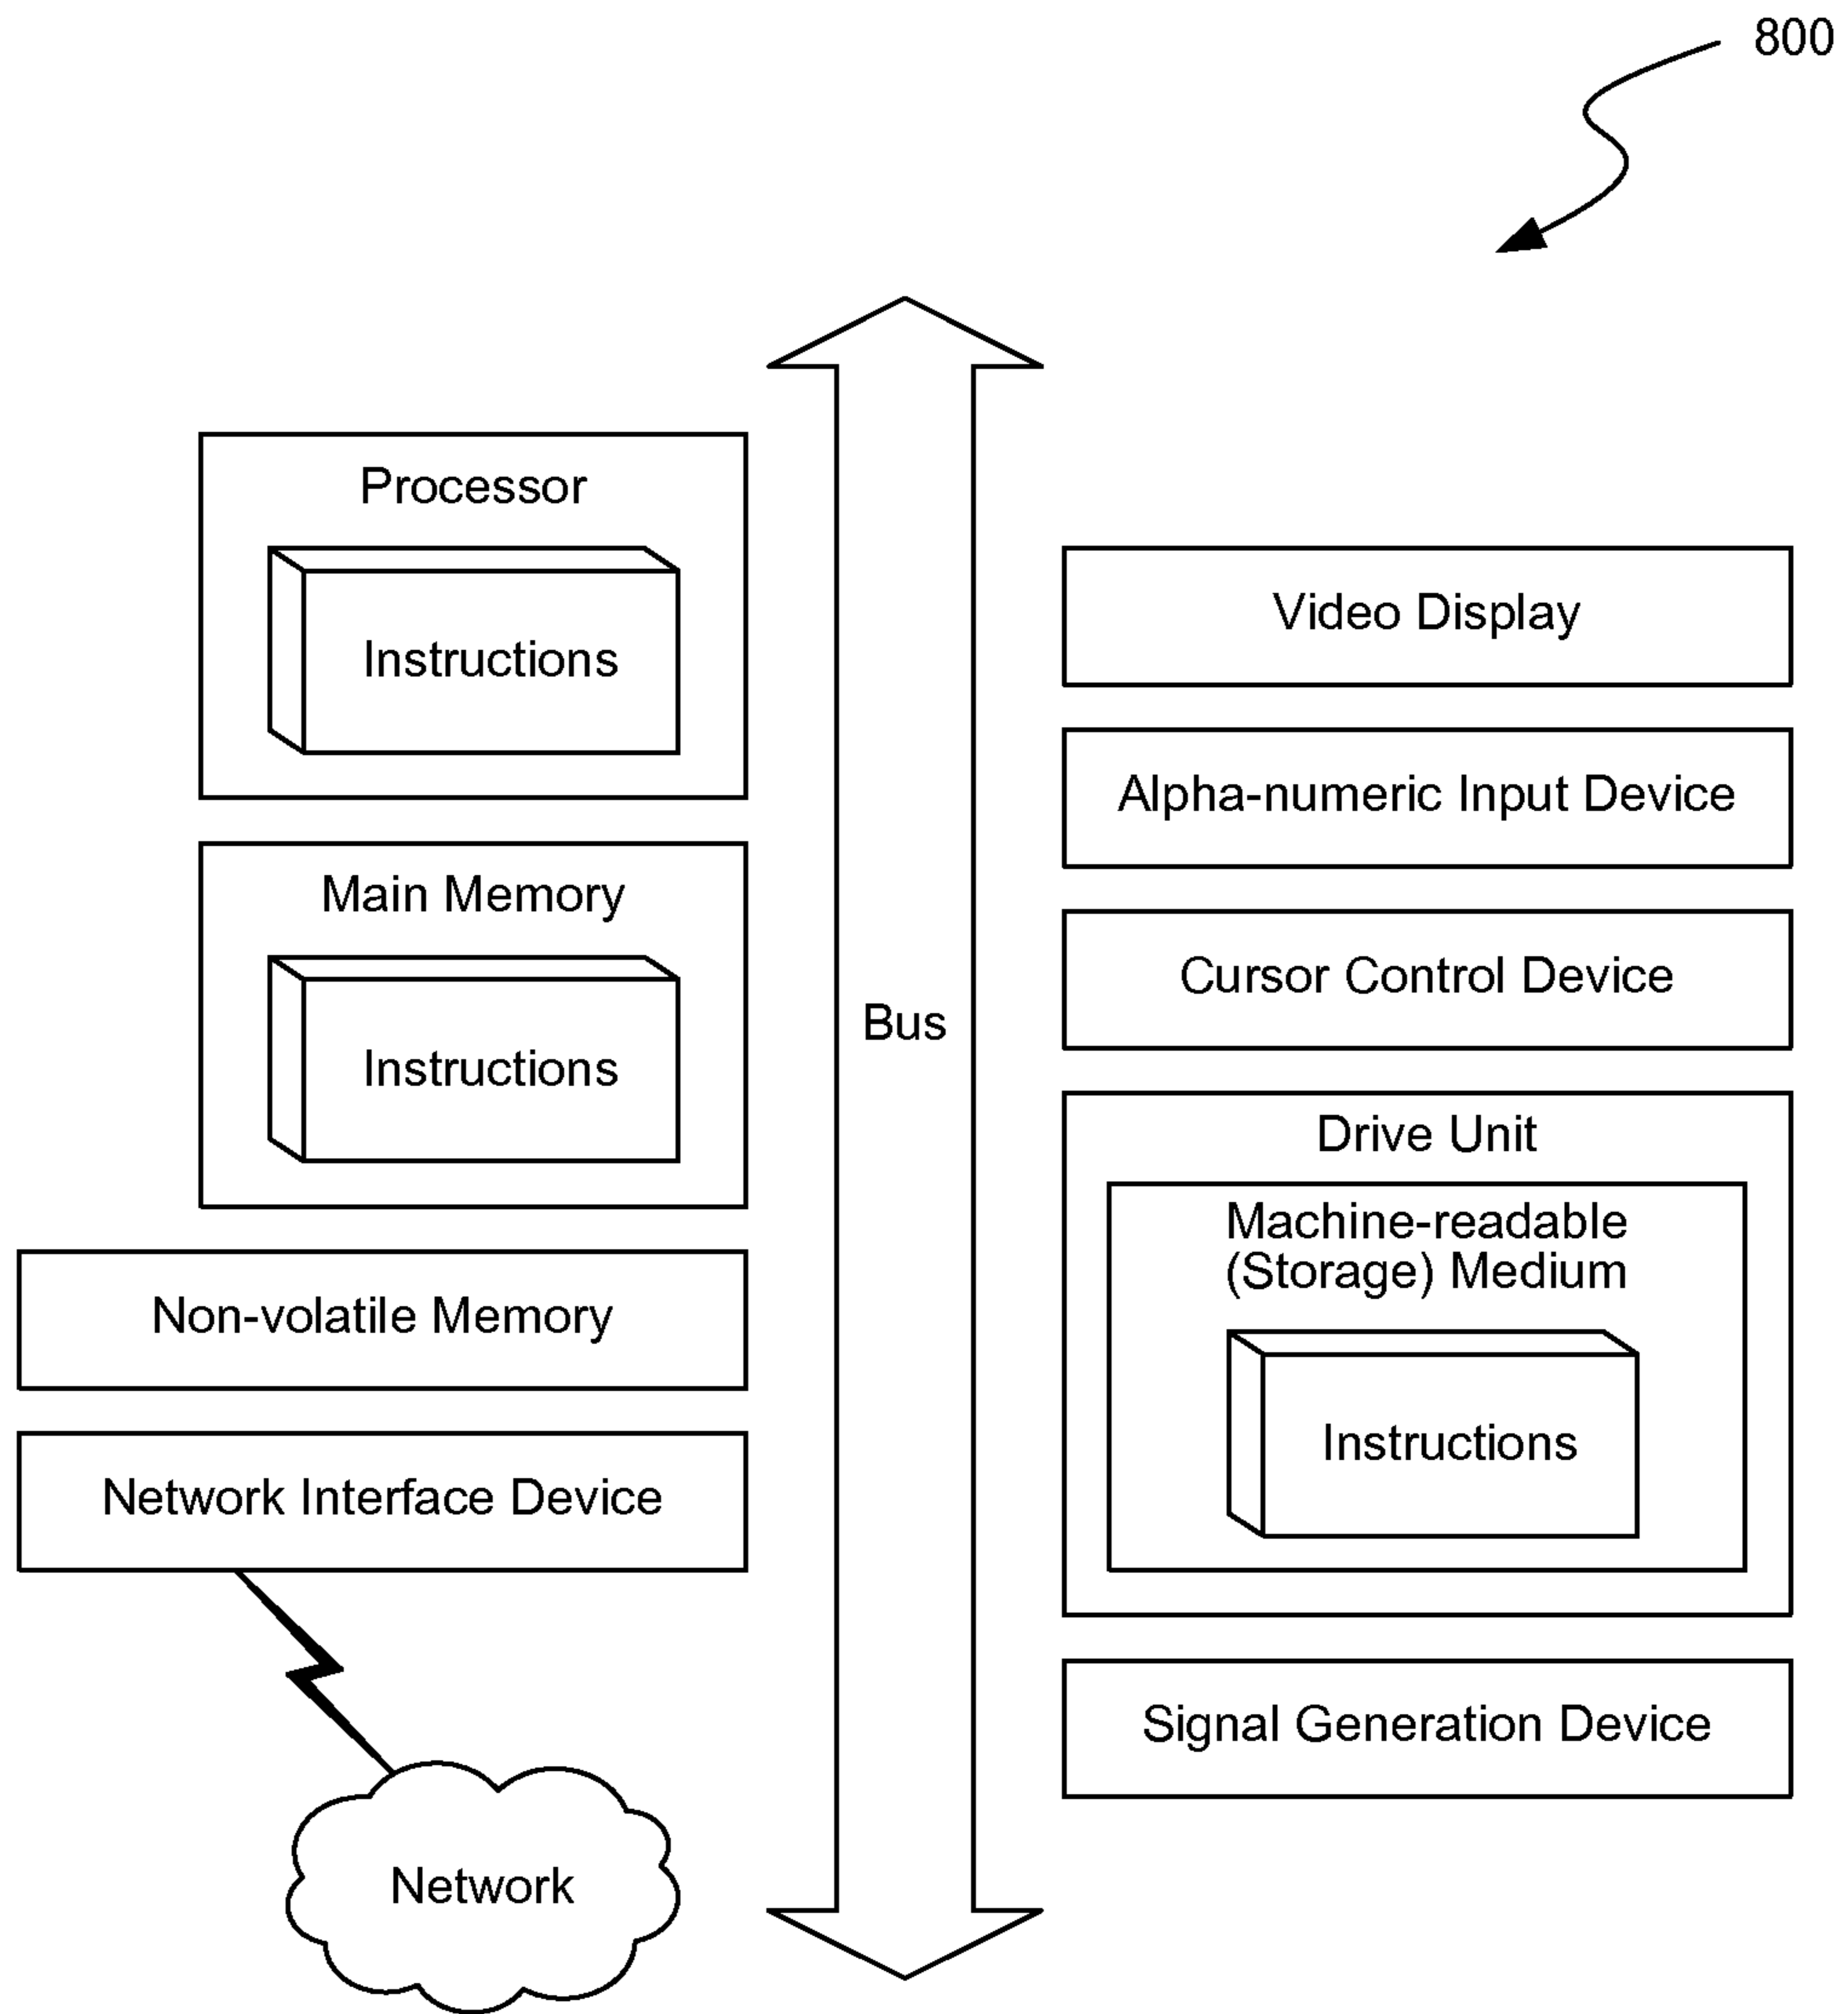 800
Processor
Instructions
Main Memory
Instructions
Non-volatile Memory
Network Interface Device
Network
Bus
Video Display
Alpha-numeric Input Device
Cursor Control Device
Drive Unit
Machine-readable
(Storage) Medium
Instructions
Signal Generation Device